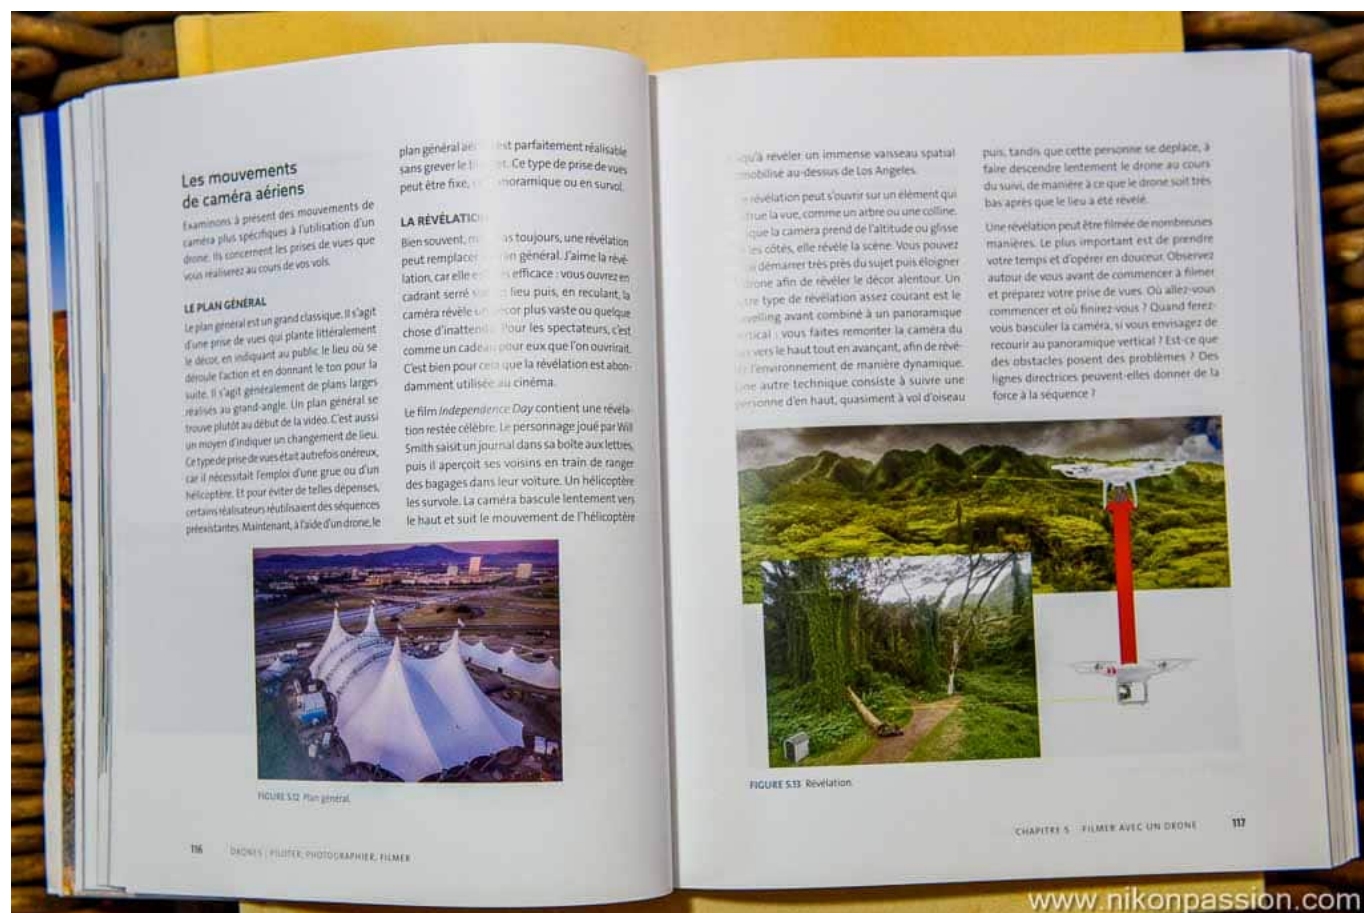 Les mouvements
de caméra aériens
Examinons à présent des mouvements de
caméra plus spécifiques à l'utilisation d'un
drone. Ils concernent les prises de vues que
vous réaliserez au cours de vos vols.
LE PLAN GÉNÉRAL
Le plan général est un grand classique. Il s'agit
d'une prise de vues qui plante littéralement
le décor, en indiquant au public le lieu où se
déroule l'action et en donnant le ton pour la
suite. Il s'agit généralement de plans larges
réalisés au grand-angle. Un plan général se
trouve plutôt au début de la vidéo. C'est aussi
un moyen d'indiquer un changement de lieu.
Ce type de prise de vues était autrefois onéreux,
car il nécessitait l'emploi d'une grue ou d'un
hélicoptère. Et pour éviter de telles dépenses,
certains réalisateurs réutilisaient des séquences
préexistantes. Maintenant, à l'aide d'un drone, le
plan général est parfaitement réalisable
sans grever le. Ce type de prise de vues
peut être fixe, panoramique ou en survol.
LA RÉVÉLATION
Bien souvent, pas toujours, une révélation
peut remplacer plan général. J'aime la révé-
lation, car elle efficace : vous ouvrez en
cadrant serré lieu puis, en reculant, la
caméra révèle un décor plus vaste ou quelque
chose d'inattendu. Pour les spectateurs, c'est
comme un cadeau pour eux que l'on ouvrirait.
C'est bien pour cela que la révélation est abon-
damment utilisée au cinéma.
Le film Independence Day contient une révéla-
tion restée célèbre. Le personnage joué par Will
Smith saisit un journal dans sa boîte aux lettres,
puis il aperçoit ses voisins en train de ranger
des bagages dans leur voiture. Un hélicoptère
les survole. La caméra bascule lentement vers
le haut et suit le mouvement de l'hélicoptère
FIGURE 5.12 Plan général.
116 DRONES : PILOTER, PHOTOGRAPHIER, FILMER
qu'à révéler un immense vaisseau spatial
immobilisé au-dessus de Los Angeles.
révélation peut s'ouvrir sur un élément qui
la vue, comme un arbre ou une colline.
que la caméra prend de l'altitude ou glisse
les côtés, elle révèle la scène. Vous pouvez
démarrer très près du sujet puis éloigner
drone afin de révéler le décor alentour. Un
type de révélation assez courant est le
travelling avant combiné à un panoramique
vertical : vous faites remonter la caméra du
vers le haut tout en avançant, afin de révé-
l'environnement de manière dynamique.
Une autre technique consiste à suivre une
personne d'en haut, quasiment à vol d'oiseau
puis, tandis que cette personne se déplace, à
faire descendre lentement le drone au cours
du suivi, de manière à ce que le drone soit très
bas après que le lieu a été révélé.
Une révélation peut être filmée de nombreuses
manières. Le plus important est de prendre
votre temps et d'opérer en douceur. Observez
autour de vous avant de commencer à filmer
et préparez votre prise de vues. Où allez-vous
commencer et où finirez-vous ? Quand ferez-
vous basculer la caméra, si vous envisagez de
recourir au panoramique vertical ? Est-ce que
des obstacles posent des problèmes ? Des
lignes directrices peuvent-elles donner de la
force à la séquence ?
FIGURE 5.13 Révélation.
CHAPITRE 5 FILMER AVEC UN DRONE 117
www.nikonpassion.com